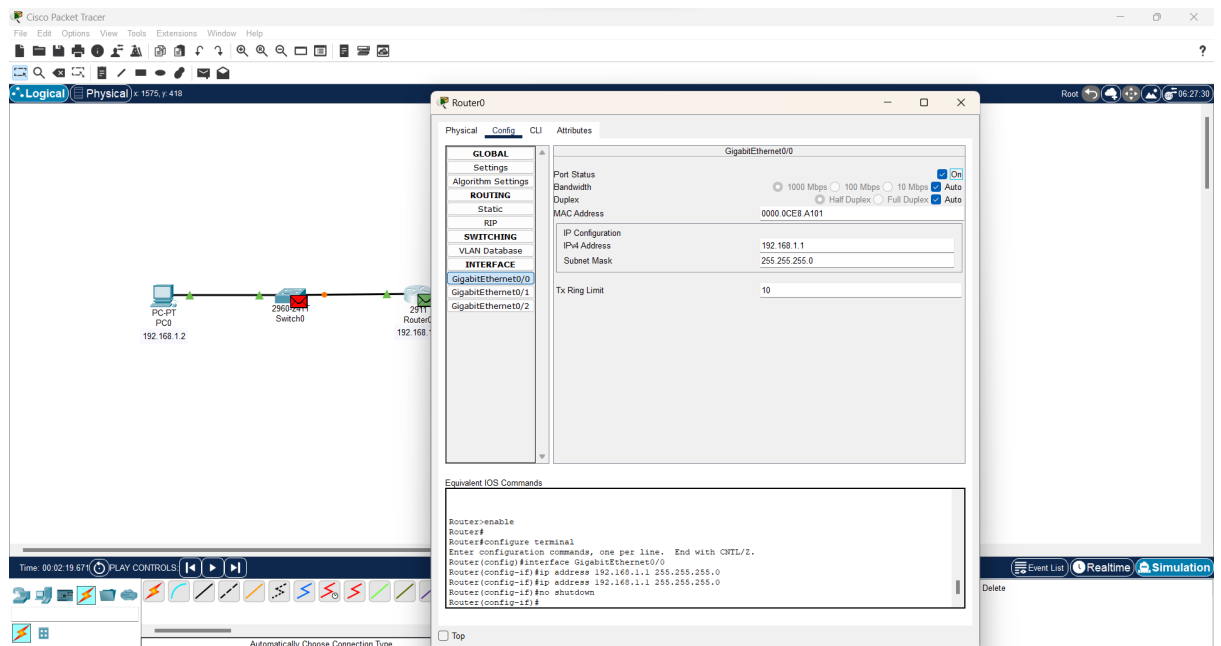 Cisco Packet Tracer
File Edit Options View Tools Extensions Window Help
?
Logical Physical x: 1575, y: 418
Root 06:27:30
Router0
Physical Config CLI Attributes
GLOBAL
Settings
Algorithm Settings
ROUTING
Static
RIP
SWITCHING
VLAN Database
INTERFACE
GigabitEthernet0/0
GigabitEthernet0/1
GigabitEthernet0/2
GigabitEthernet0/0
Port Status On
Bandwidth 1000 Mbps 100 Mbps 10 Mbps Auto
Duplex Half Duplex Full Duplex Auto
MAC Address 0000.0CE8.A101
IP Configuration
IPv4 Address 192.168.1.1
Subnet Mask 255.255.255.0
Tx Ring Limit 10
PC-PT
PC0
192.168.1.2
Switch0
2911
Equivalent IOS Commands
Router>enable
Router#
Router#configure terminal
Enter configuration commands, one per line. End with CNTL/Z.
Router(config)#interface GigabitEthernet0/0
Router(config-if)#ip address 192.168.1.1 255.255.255.0
Router(config-if)#ip address 192.168.1.1 255.255.255.0
Router(config-if)#no shutdown
Router(config-if)#
Top
Time: 00:02:19.671 PLAY CONTROLS:
Event List Realtime Simulation
Delete
Automatically Choose Connection Type